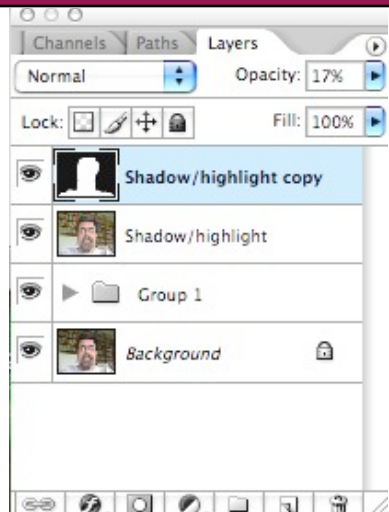 Channels Paths Layers
Normal Opacity: 17%
Lock: Fill: 100%
Shadow/highlight copy
Shadow/highlight
Group 1
Background